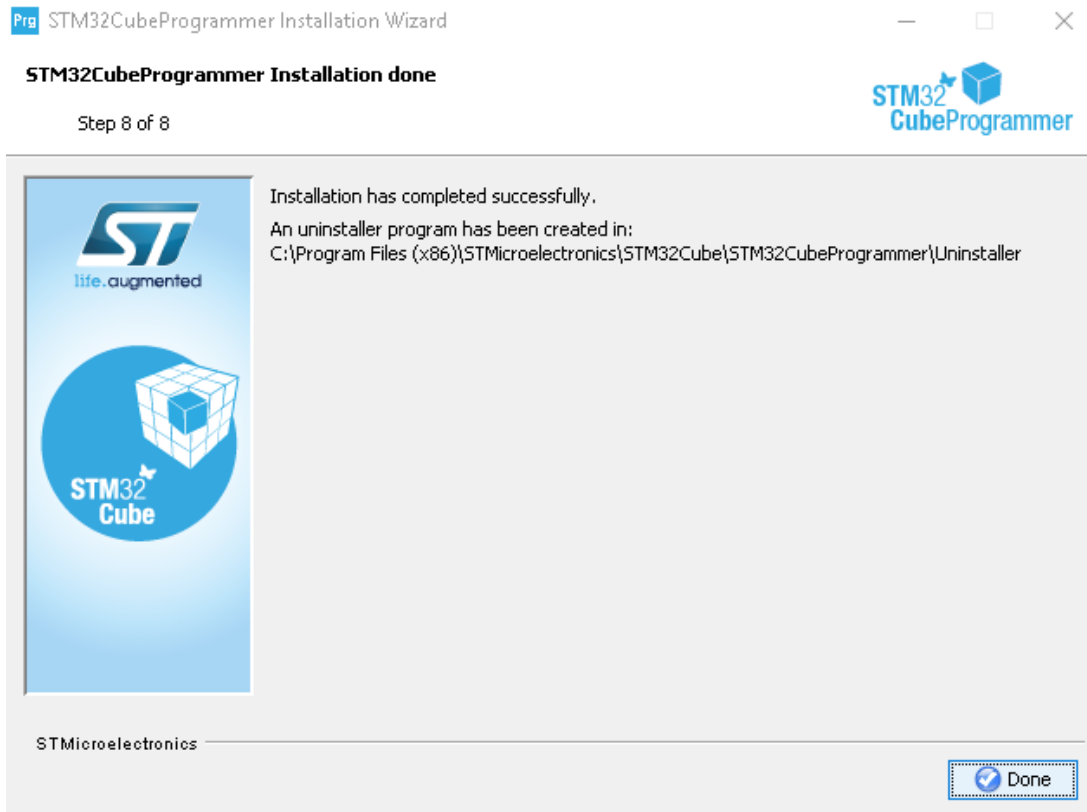 Prg STM32CubeProgrammer Installation Wizard
STM32CubeProgrammer Installation done
Step 8 of 8
STM32
CubeProgrammer
ST
life.augmented
STM32
Cube
Installation has completed successfully.
An uninstaller program has been created in:
C:\Program Files (x86)\STMicroelectronics\STM32Cube\STM32CubeProgrammer\Uninstaller
STMicroelectronics
Done